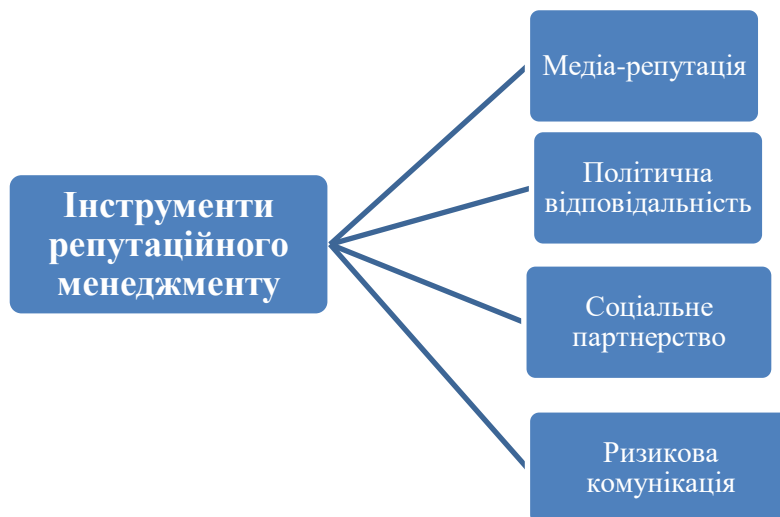 Інструменти
репутаційного
менеджменту
Медіа-репутація
Політична
відповідальність
Соціальне
партнерство
Ризикова
комунікація